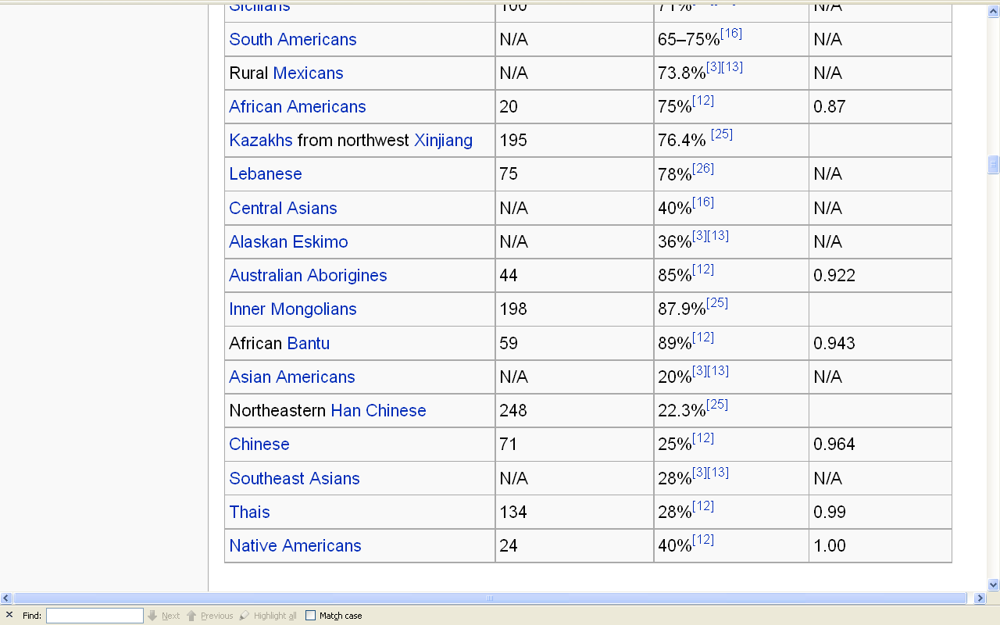 Sicilians 100 71% N/A
South Americans N/A 65–75%[16] N/A
Rural Mexicans N/A 73.8%[3][13] N/A
African Americans 20 75%[12] 0.87
Kazakhs from northwest Xinjiang 195 76.4% [25]
Lebanese 75 78%[26] N/A
Central Asians N/A 40%[16] N/A
Alaskan Eskimo N/A 36%[3][13] N/A
Australian Aborigines 44 85%[12] 0.922
Inner Mongolians 198 87.9%[25]
African Bantu 59 89%[12] 0.943
Asian Americans N/A 20%[3][13] N/A
Northeastern Han Chinese 248 22.3%[25]
Chinese 71 25%[12] 0.964
Southeast Asians N/A 28%[3][13] N/A
Thais 134 28%[12] 0.99
Native Americans 24 40%[12] 1.00
Find: Next Previous Highlight all Match case